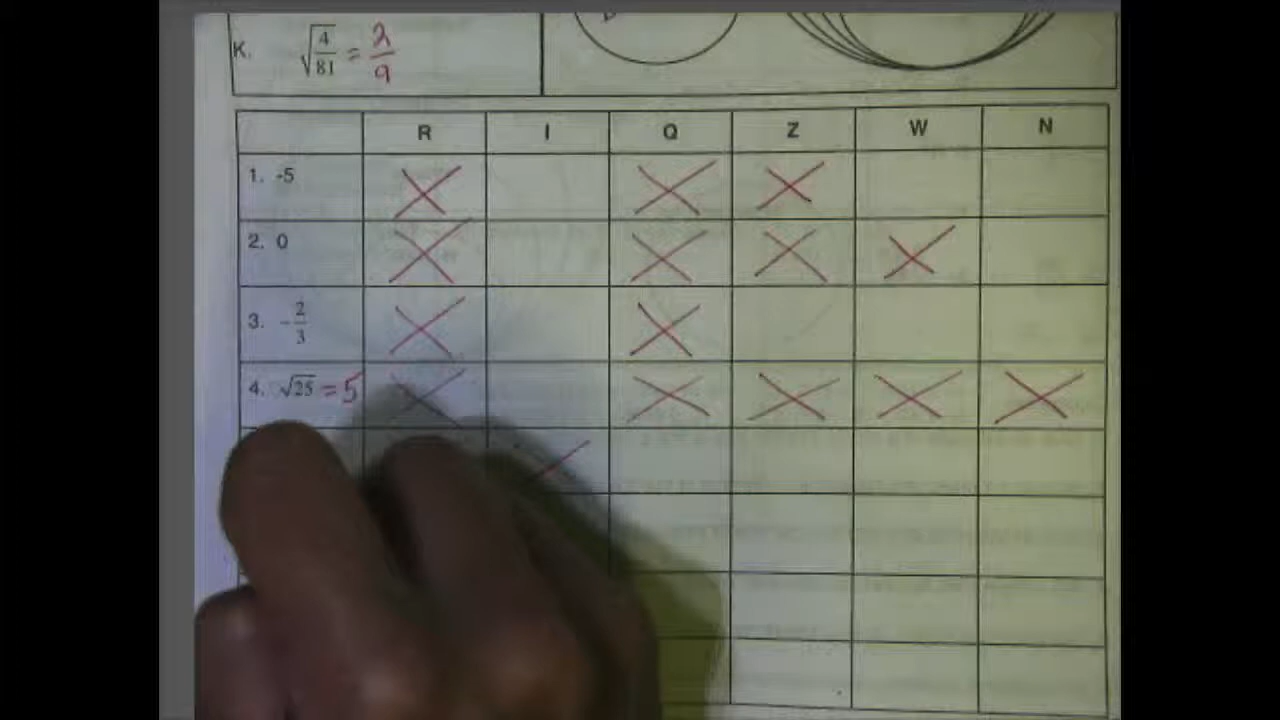 K. √4/81 = 2/9
R I Q Z W N
1. -5 X X X
2. 0 X X X X
3. -2/3 X X
4. √25 = 5 X X X X X